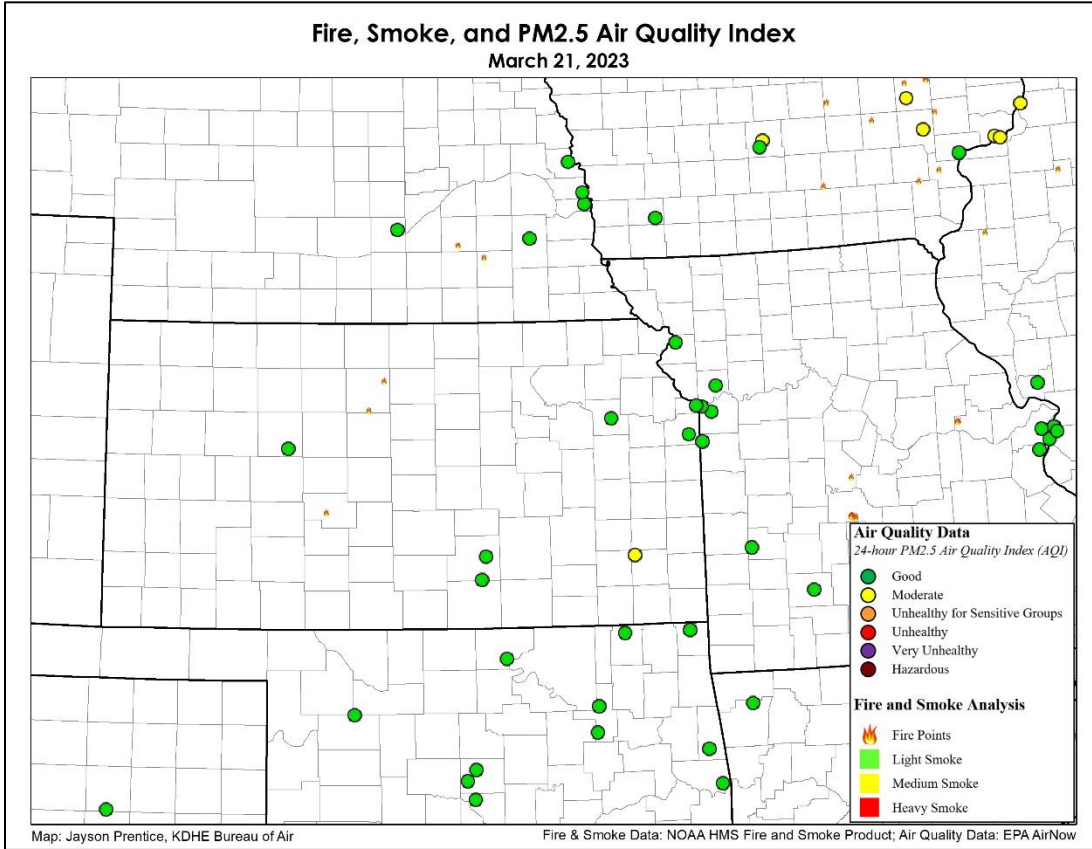 Fire, Smoke, and PM2.5 Air Quality Index
March 21, 2023
Air Quality Data
24-hour PM2.5 Air Quality Index (AQI)
Good
Moderate
Unhealthy for Sensitive Groups
Unhealthy
Very Unhealthy
Hazardous
Fire and Smoke Analysis
Fire Points
Light Smoke
Medium Smoke
Heavy Smoke
Map: Jayson Prentice, KDHE Bureau of Air
Fire & Smoke Data: NOAA HMS Fire and Smoke Product; Air Quality Data: EPA AirNow